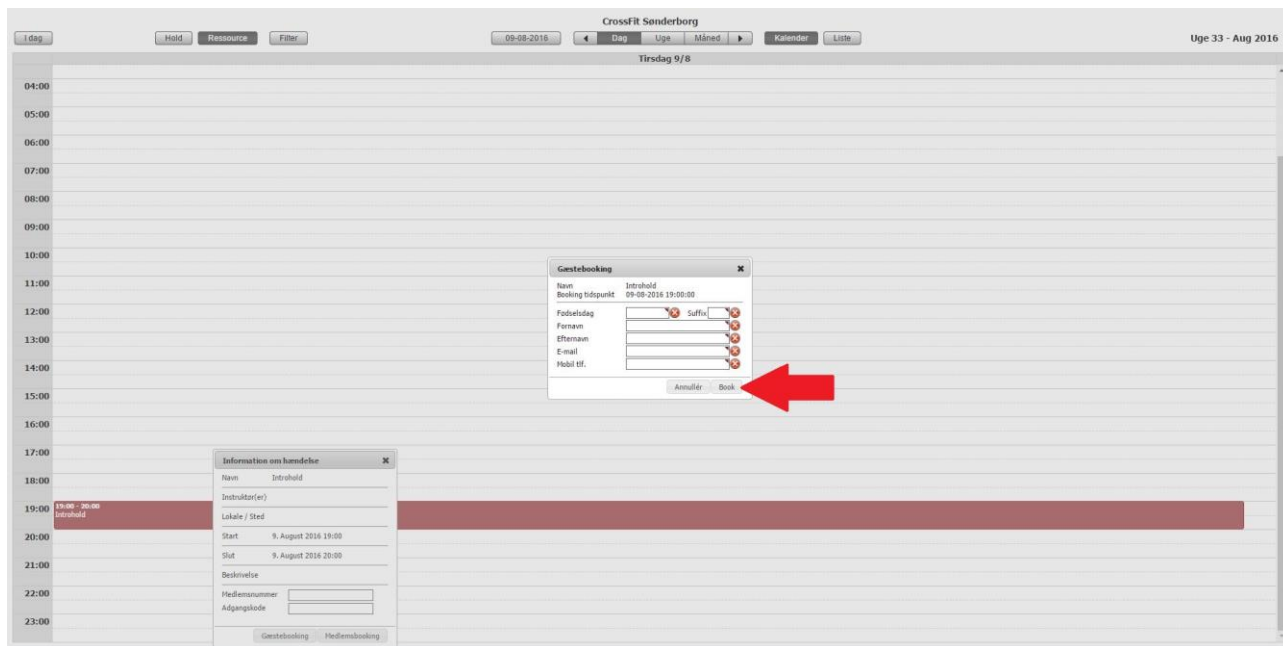 CrossFit Sønderborg
I dag Hold Ressource Filter 09-08-2016 Dag Uge Måned Kalender Liste Uge 33 - Aug 2016
Tirsdag 9/8
04:00
05:00
06:00
07:00
08:00
09:00
10:00
11:00
12:00
13:00
14:00
15:00
16:00
17:00
18:00
19:00
20:00
21:00
22:00
23:00
19:00 - 20:00
Introhold
Gæstebooking
Navn Introhold
Booking tidspunkt 09-08-2016 19:00:00
Fødselsdag Suffix
Fornavn
Efternavn
E-mail
Mobil tlf.
Annullér Book
Information om hændelse
Navn Introhold
Instruktør(er)
Lokale / Sted
Start 9. August 2016 19:00
Slut 9. August 2016 20:00
Beskrivelse
Medlemsnummer
Adgangskode
Gæstebooking Medlemsbooking